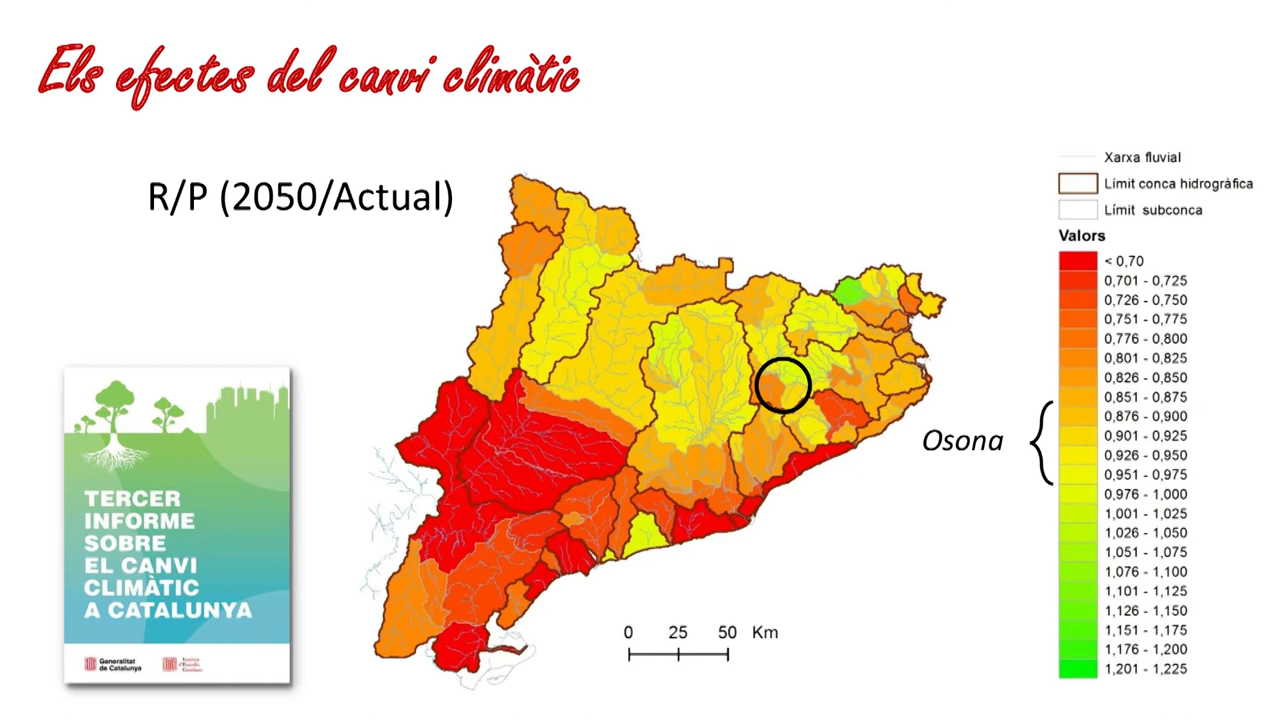 Els efectes del canvi climàtic
R/P (2050/Actual)
Xarxa fluvial
Límit conca hidrogràfica
Límit subconca
Valors
< 0,70
0,701 - 0,725
0,726 - 0,750
0,751 - 0,775
0,776 - 0,800
0,801 - 0,825
0,826 - 0,850
0,851 - 0,875
0,876 - 0,900
0,901 - 0,925
0,926 - 0,950
0,951 - 0,975
0,976 - 1,000
1,001 - 1,025
1,026 - 1,050
1,051 - 1,075
1,076 - 1,100
1,101 - 1,125
1,126 - 1,150
1,151 - 1,175
1,176 - 1,200
1,201 - 1,225
Osona
TERCER
INFORME
SOBRE
EL CANVI
CLIMÀTIC
A CATALUNYA
Generalitat
de Catalunya
Institut
d'Estudis
Catalans
0 25 50 Km